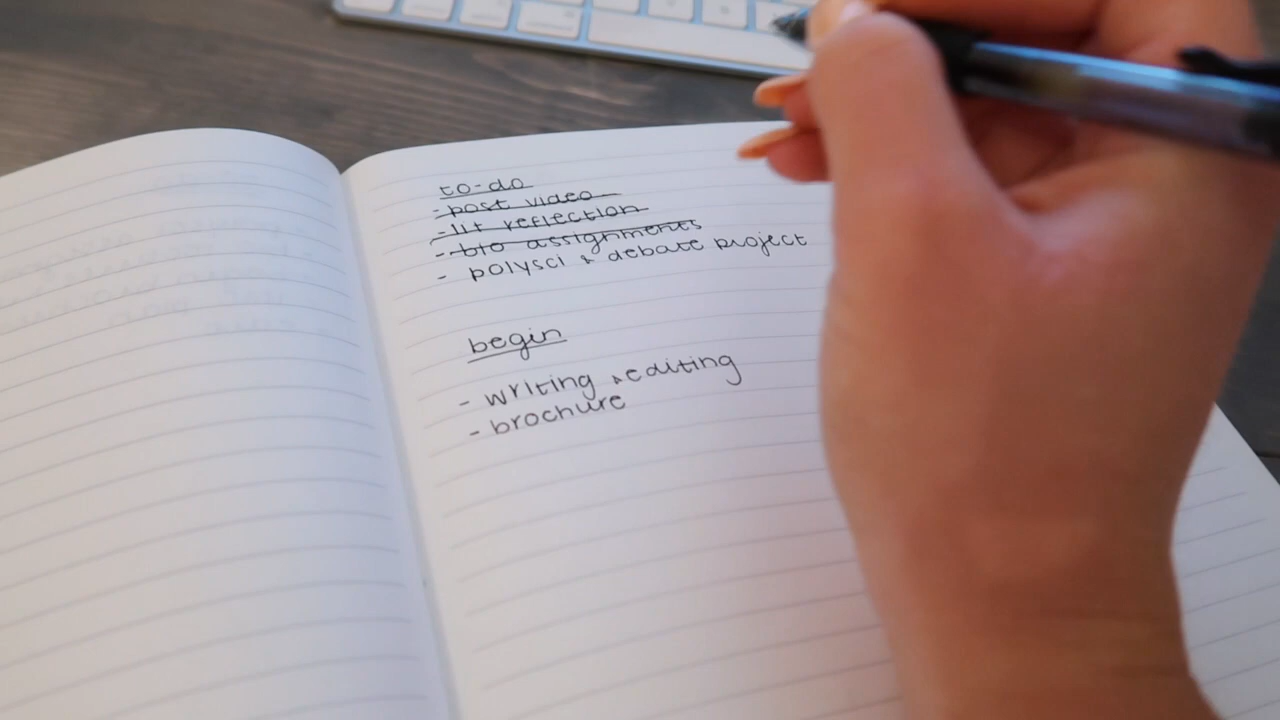 to-do
- post video
- lit reflection
- bio assignments
- polysci & debate project
begin
- writing & editing
- brochure